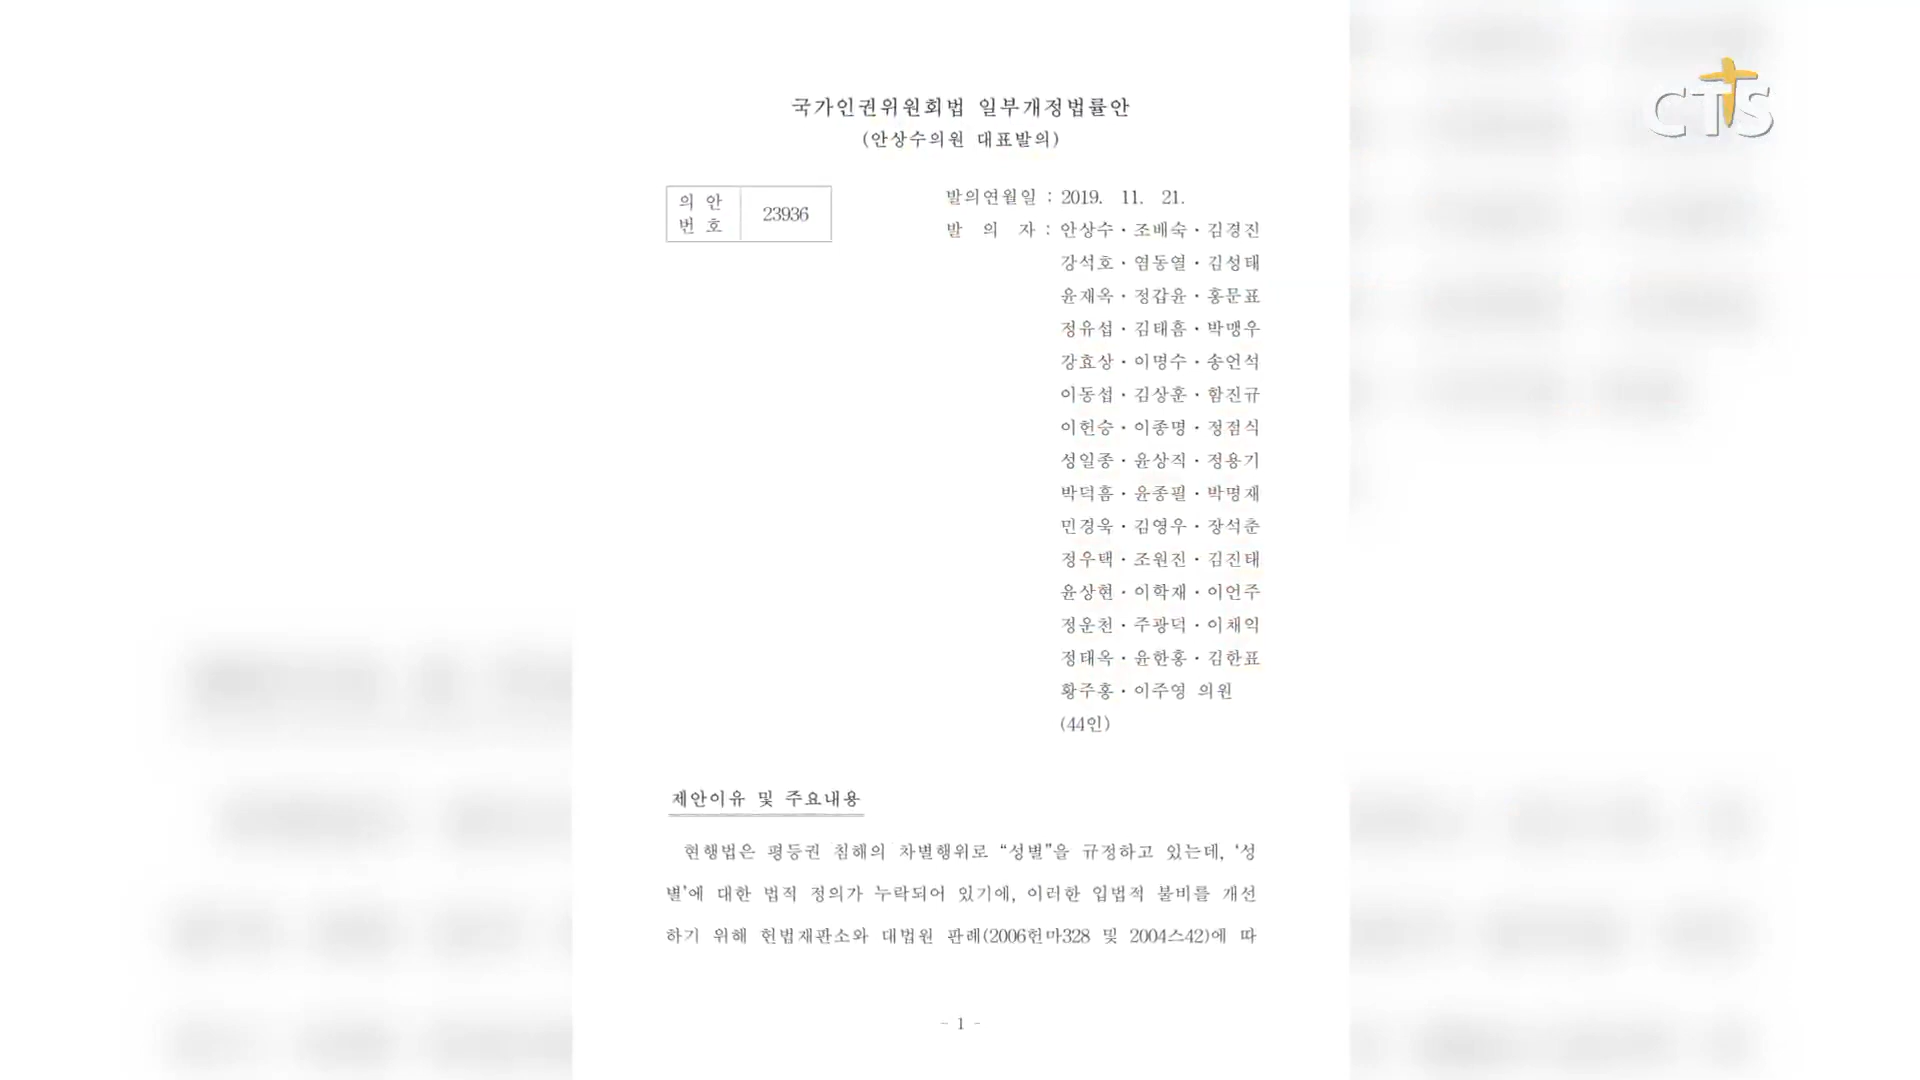 국가인권위원회법 일부개정법률안
(안상수의원 대표발의)
의 안
번 호
23936
발의연월일 : 2019. 11. 21.
발 의 자 : 안상수·조배숙·김경진
강석호·염동열·김성태
윤재옥·정갑윤·홍문표
정유섭·김태흠·박맹우
강효상·이명수·송언석
이동섭·김상훈·함진규
이헌승·이종명·정점식
성일종·윤상직·정용기
박덕흠·윤종필·박명재
민경욱·김영우·장석춘
정우택·조원진·김진태
윤상현·이학재·이언주
정운천·주광덕·이채익
정태옥·윤한홍·김한표
황주홍·이주영 의원
(44인)
제안이유 및 주요내용
현행법은 평등권 침해의 차별행위로 “성별”을 규정하고 있는데, ‘성
별’에 대한 법적 정의가 누락되어 있기에, 이러한 입법적 불비를 개선
하기 위해 헌법재판소와 대법원 판례(2006헌마328 및 2004스42)에 따
- 1 -
CTS